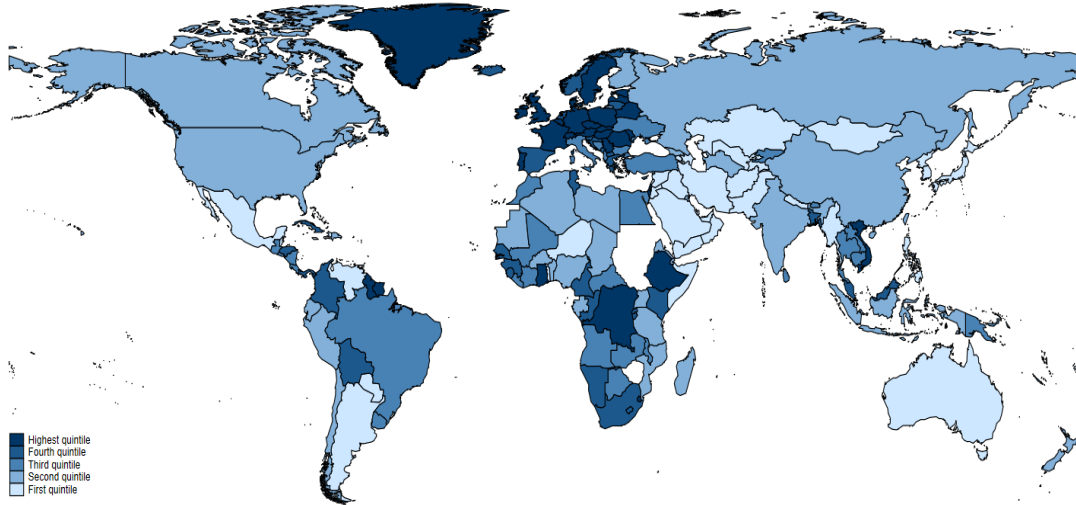 Highest quintile
Fourth quintile
Third quintile
Second quintile
First quintile